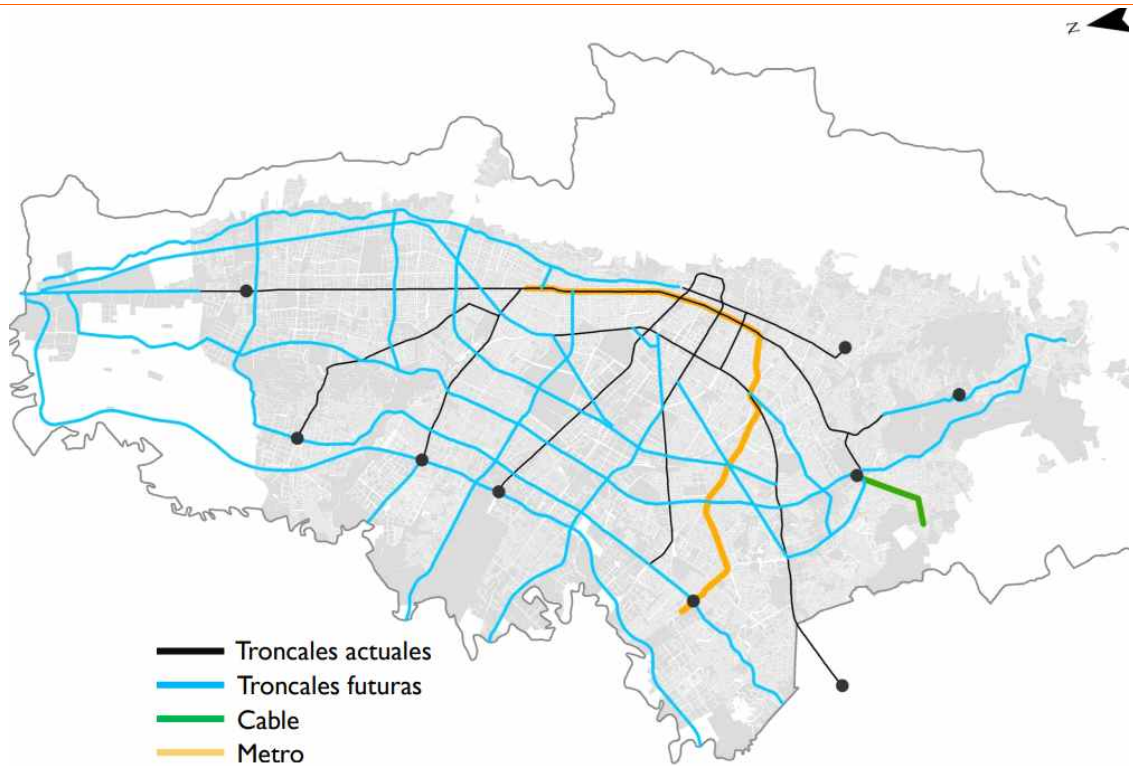 N
Troncales actuales
Troncales futuras
Cable
Metro